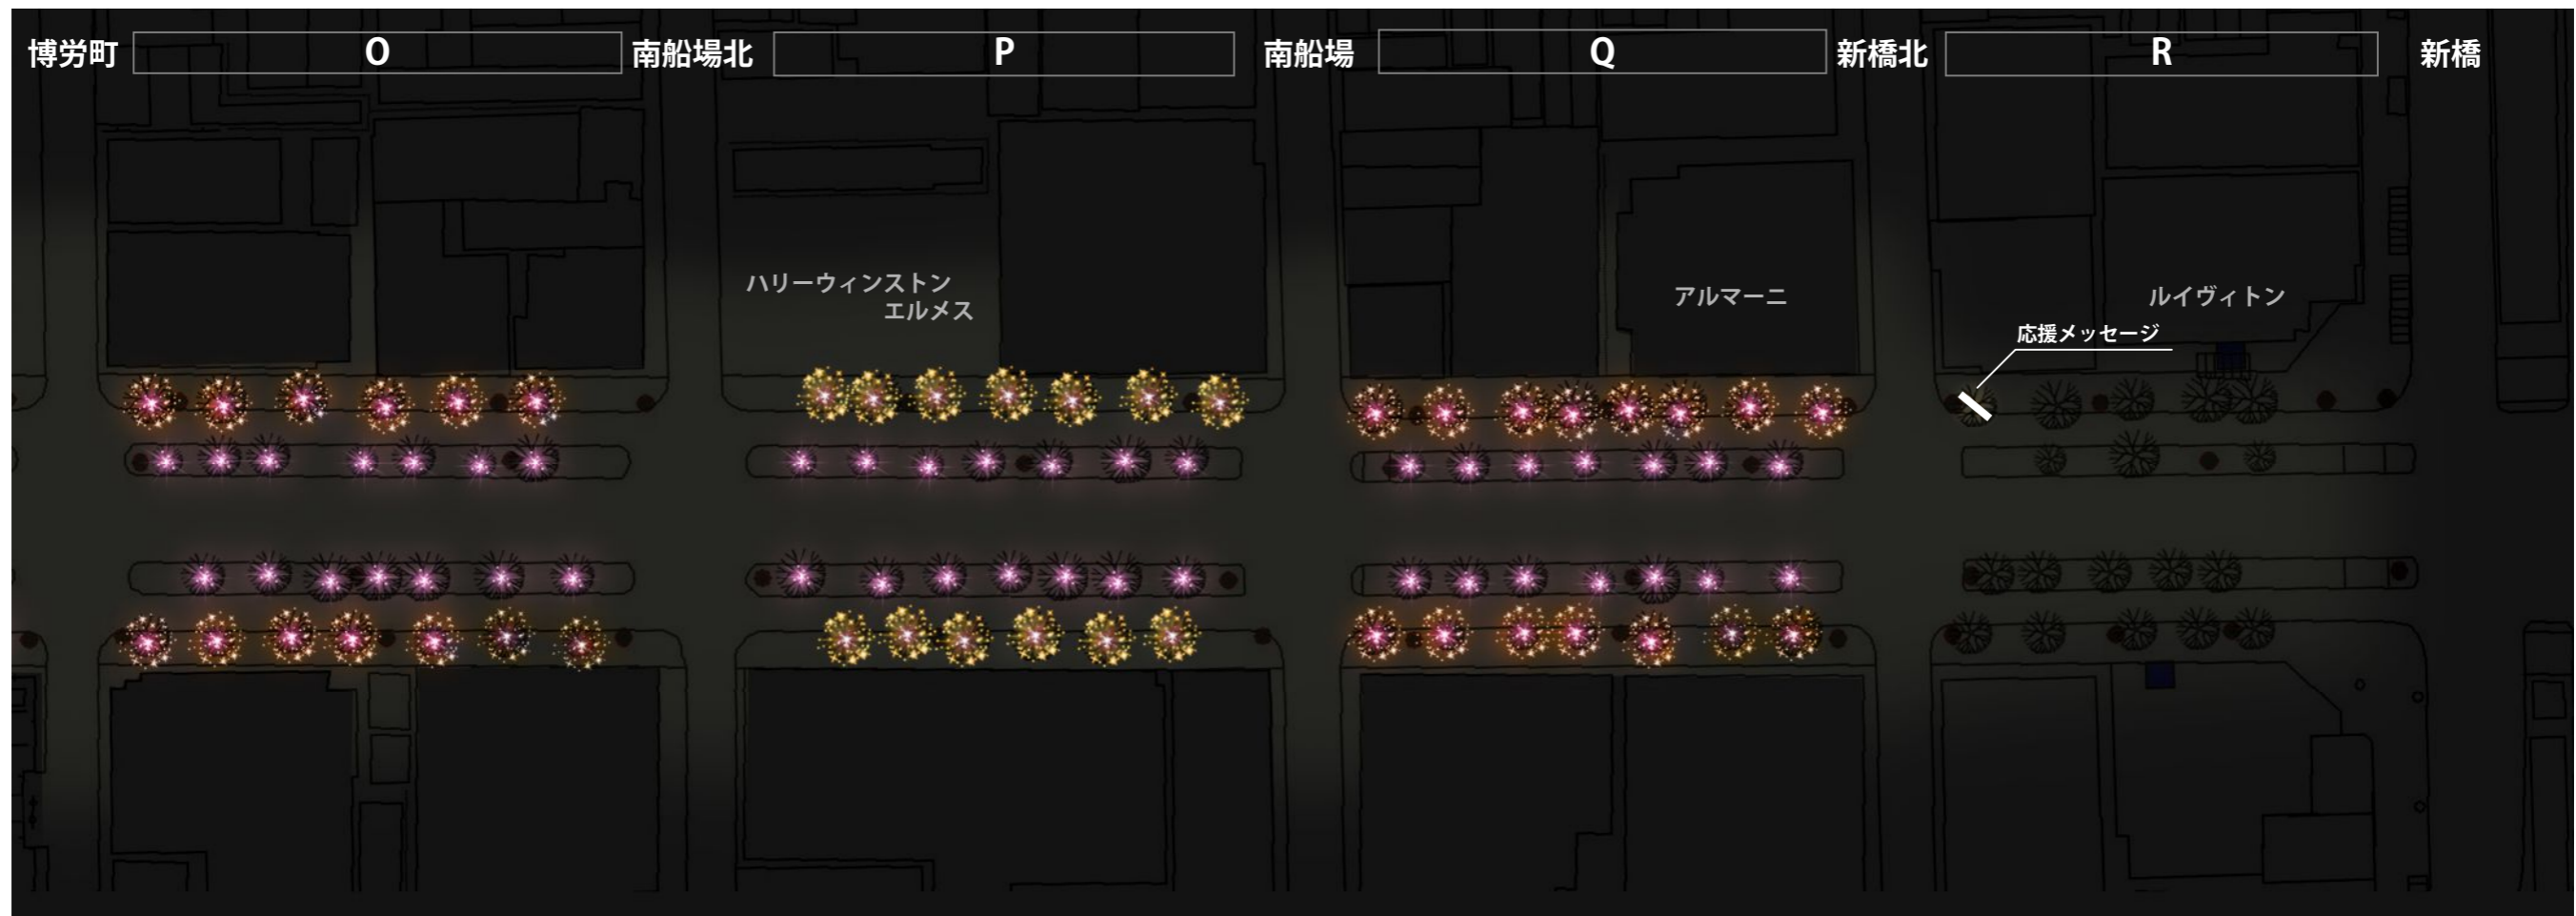 博労町 O 南船場北 P 南船場 Q 新橋北 R 新橋
ハリーウィンストン
エルメス
アルマーニ
ルイヴィトン
応援メッセージ